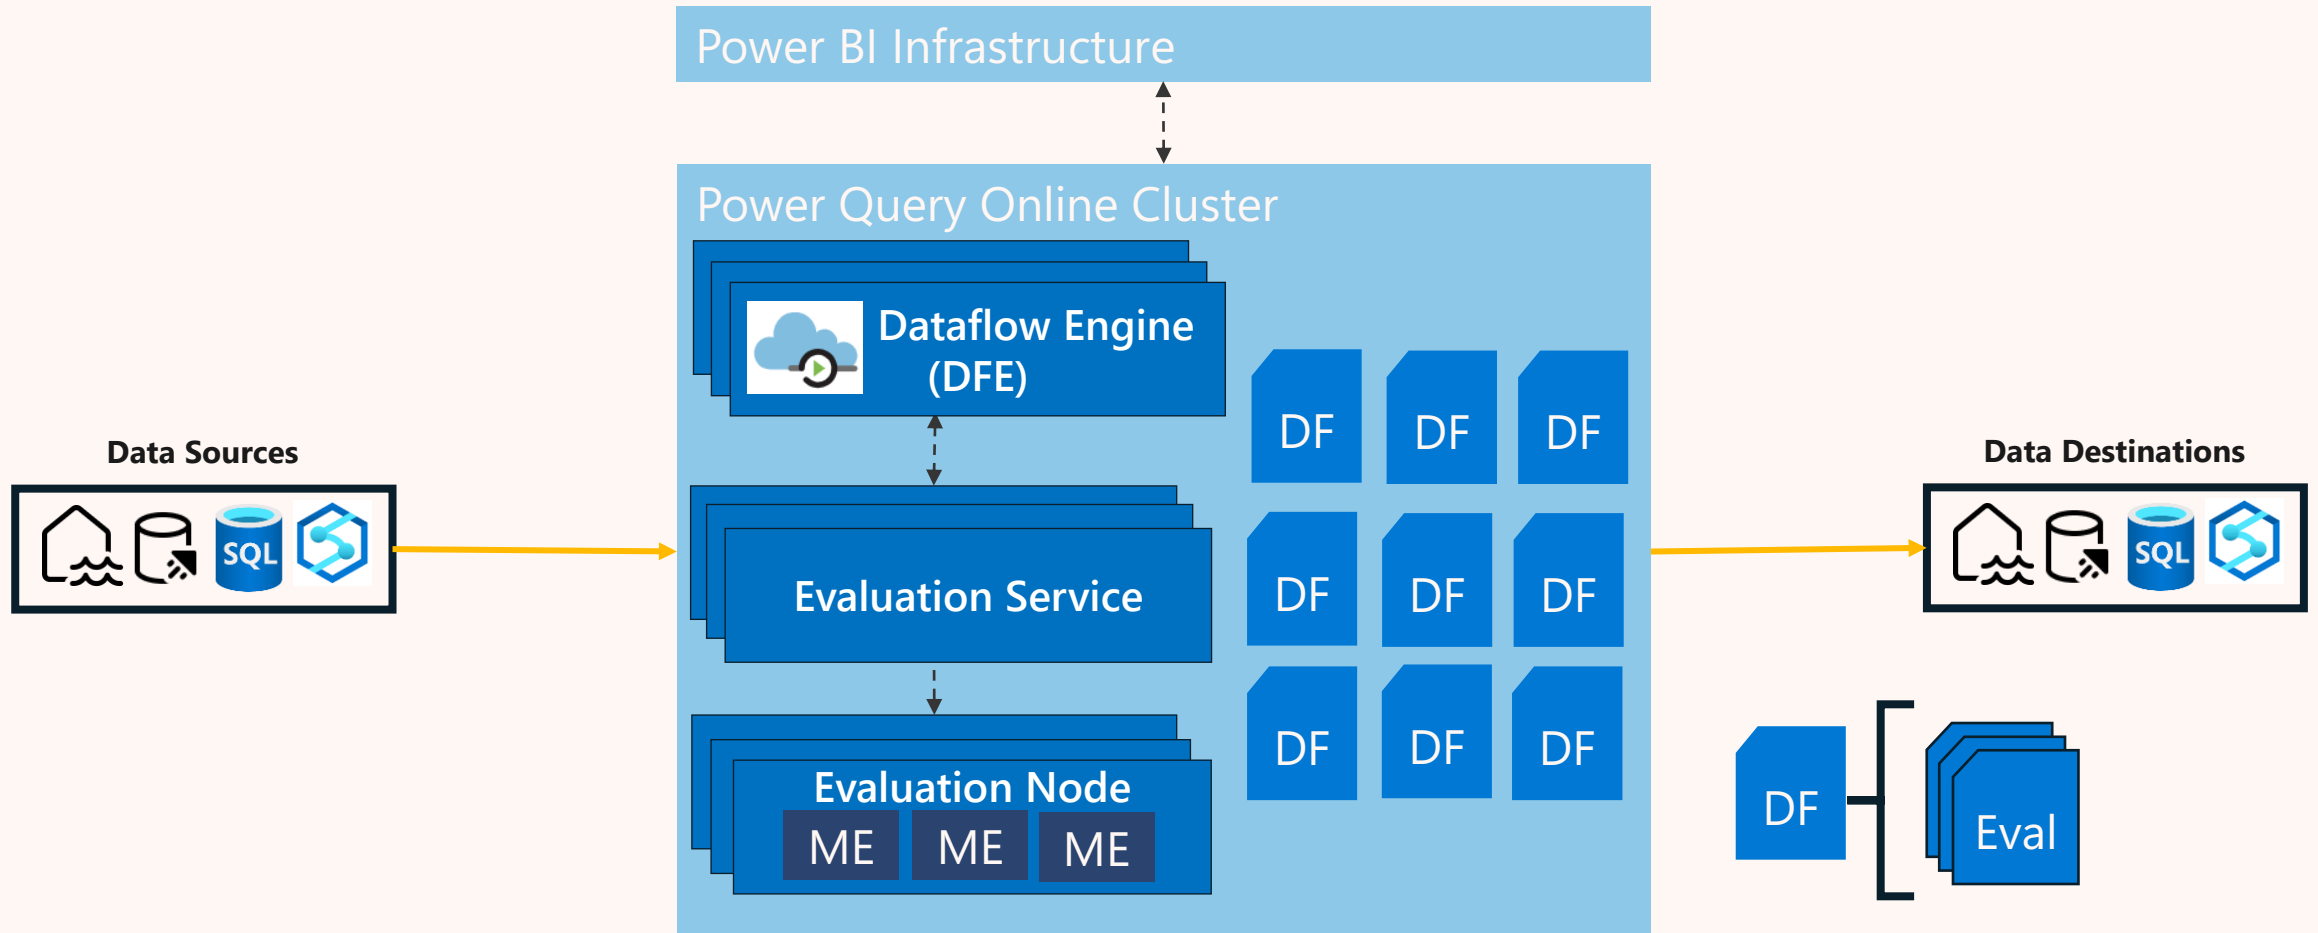 Power BI Infrastructure
Power Query Online Cluster
Dataflow Engine
(DFE)
DF DF DF
Data Sources
Data Destinations
SQL
Evaluation Service
DF DF DF
SQL
DF DF DF
Evaluation Node
ME ME ME
DF
Eval